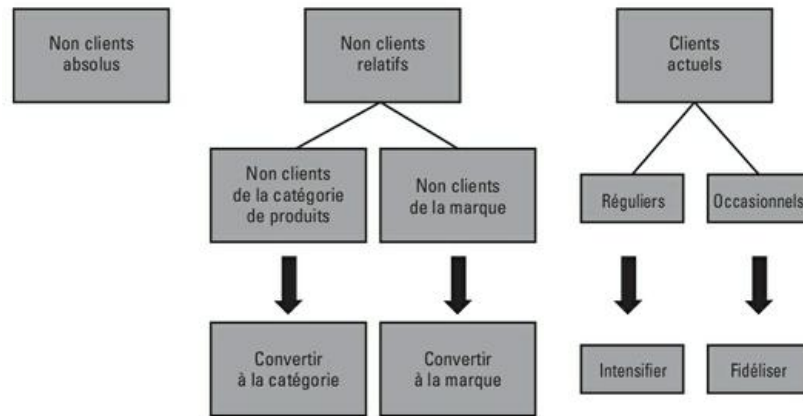 Non clients
absolus
Non clients
relatifs
Clients
actuels
Non clients
de la catégorie
de produits
Non clients
de la marque
Réguliers
Occasionnels
Convertir
à la catégorie
Convertir
à la marque
Intensifier
Fidéliser